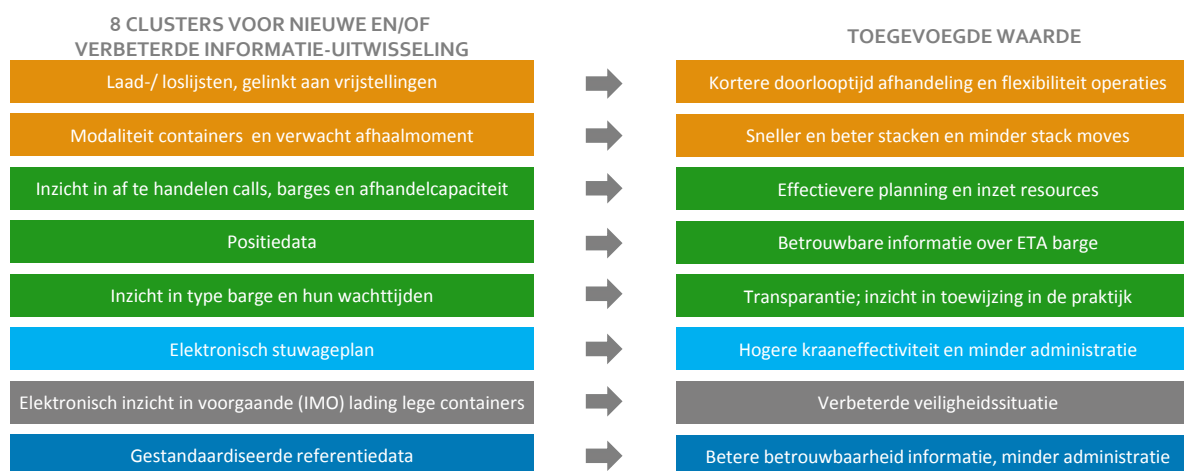 8 CLUSTERS VOOR NIEUWE EN/OF
VERBETERDE INFORMATIE-UITWISSELING
TOEGEVOEGDE WAARDE
Laad-/ loslijsten, gelinkt aan vrijstellingen
Kortere doorlooptijd afhandeling en flexibiliteit operaties
Modaliteit containers en verwacht afhaalmoment
Sneller en beter stacken en minder stack moves
Inzicht in af te handelen calls, barges en afhandelcapaciteit
Effectievere planning en inzet resources
Positiedata
Betrouwbare informatie over ETA barge
Inzicht in type barge en hun wachttijden
Transparantie; inzicht in toewijzing in de praktijk
Elektronisch stuwageplan
Hogere kraaneffectiviteit en minder administratie
Elektronisch inzicht in voorgaande (IMO) lading lege containers
Verbeterde veiligheidssituatie
Gestandaardiseerde referentiedata
Betere betrouwbaarheid informatie, minder administratie